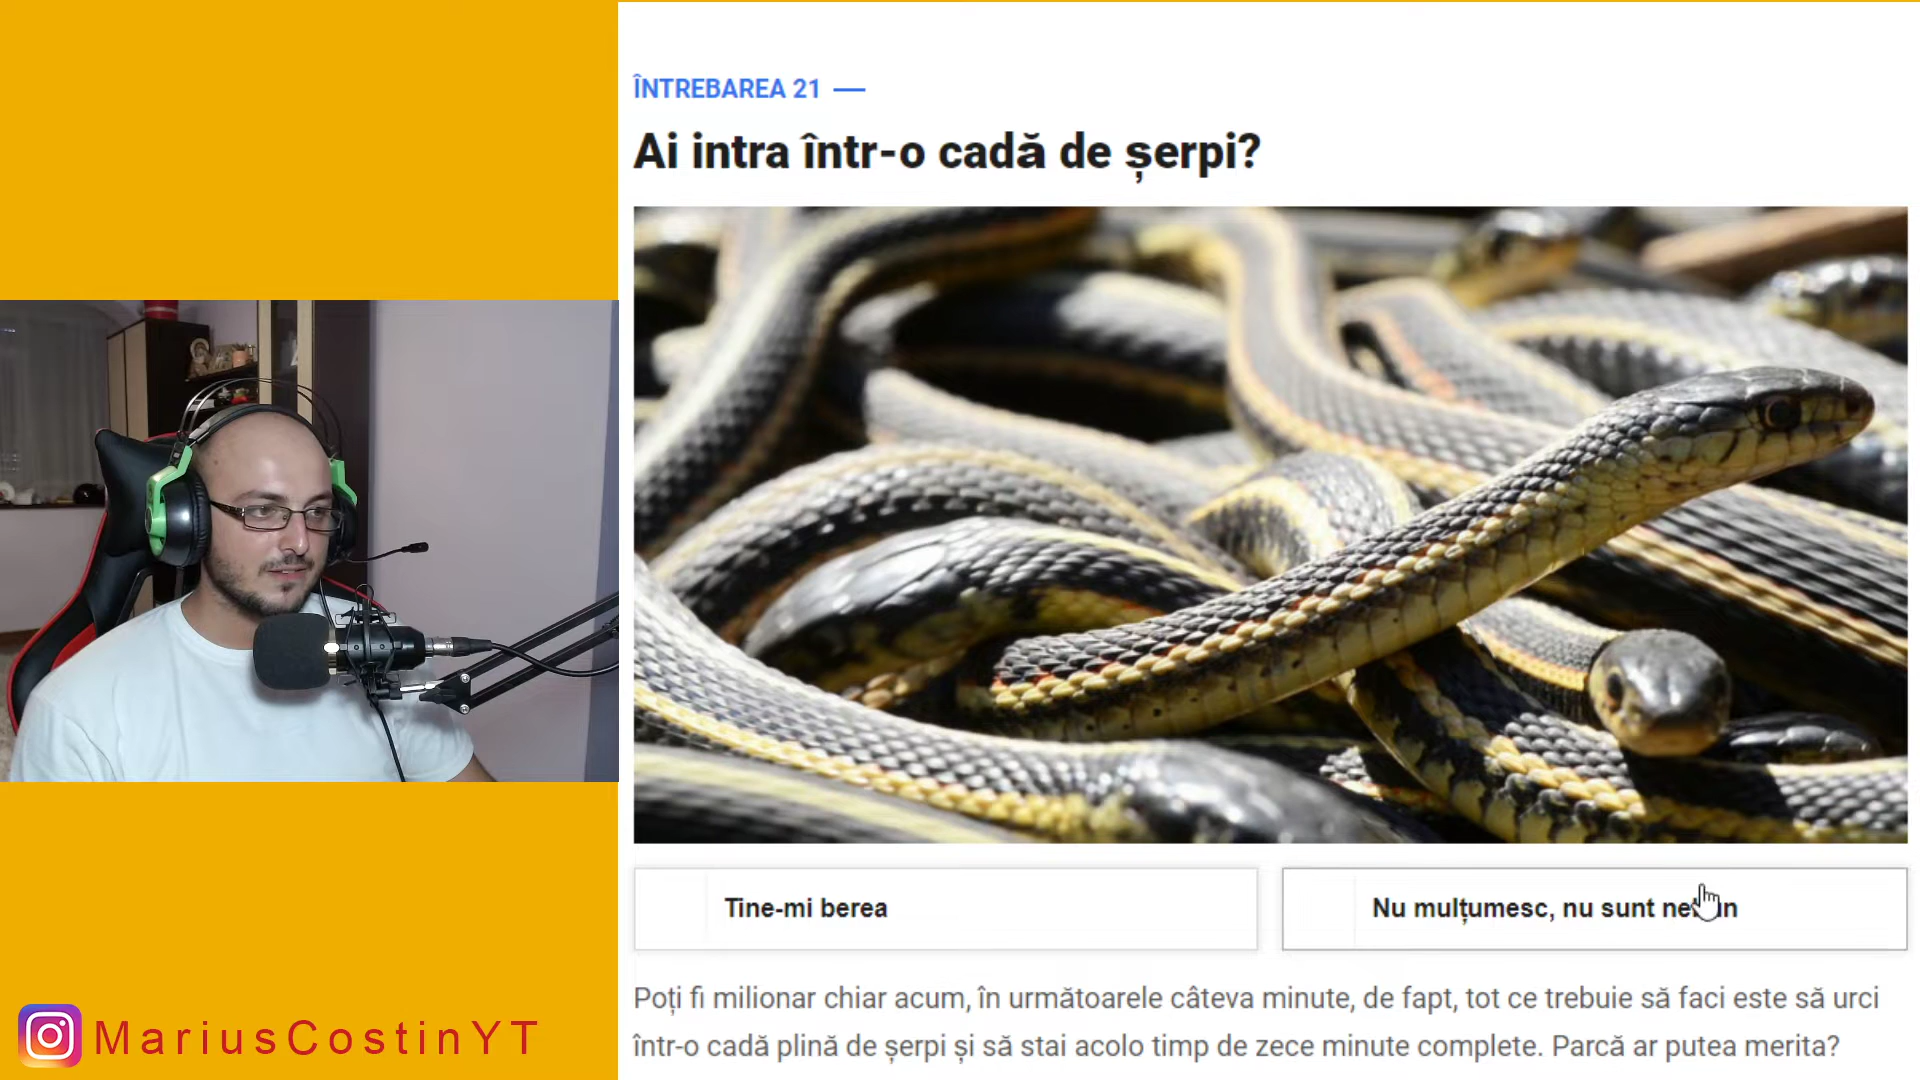 ÎNTREBAREA 21
Ai intra într-o cadă de șerpi?
Tine-mi berea
Nu mulțumesc, nu sunt
Poți fi milionar chiar acum, în următoarele câteva minute, de fapt, tot ce trebuie să faci este să urci
într-o cadă plină de șerpi și să stai acolo timp de zece minute complete. Parcă ar putea merita?
MariusCostinYT